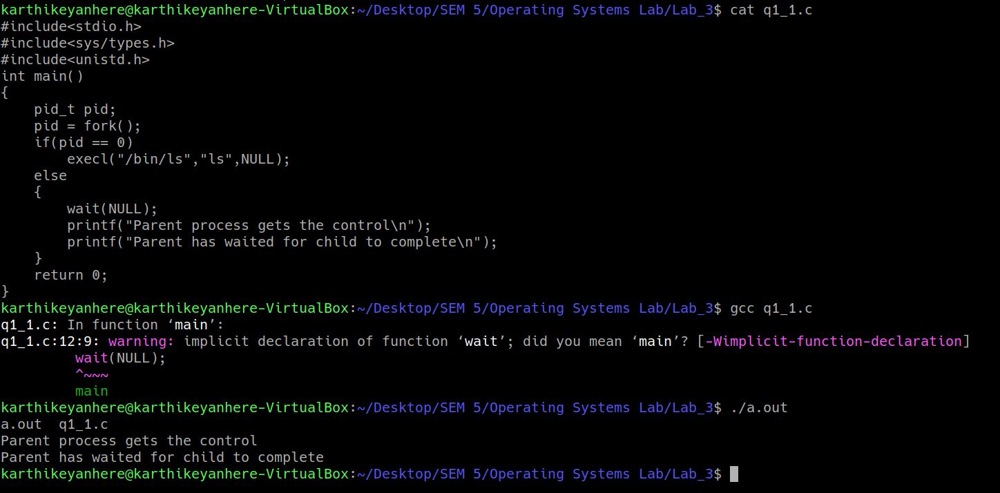 karthikeyanhere@karthikeyanhere-VirtualBox:~/Desktop/SEM 5/Operating Systems Lab/Lab_3$ cat q1_1.c
#include<stdio.h>
#include<sys/types.h>
#include<unistd.h>
int main()
{
    pid_t pid;
    pid = fork();
    if(pid == 0)
        execl("/bin/ls","ls",NULL);
    else
    {
        wait(NULL);
        printf("Parent process gets the control\n");
        printf("Parent has waited for child to complete\n");
    }
    return 0;
}
karthikeyanhere@karthikeyanhere-VirtualBox:~/Desktop/SEM 5/Operating Systems Lab/Lab_3$ gcc q1_1.c
q1_1.c: In function ‘main’:
q1_1.c:12:9: warning: implicit declaration of function ‘wait’; did you mean ‘main’? [-Wimplicit-function-declaration]
         wait(NULL);
         ^~~~
         main
karthikeyanhere@karthikeyanhere-VirtualBox:~/Desktop/SEM 5/Operating Systems Lab/Lab_3$ ./a.out
a.out  q1_1.c
Parent process gets the control
Parent has waited for child to complete
karthikeyanhere@karthikeyanhere-VirtualBox:~/Desktop/SEM 5/Operating Systems Lab/Lab_3$